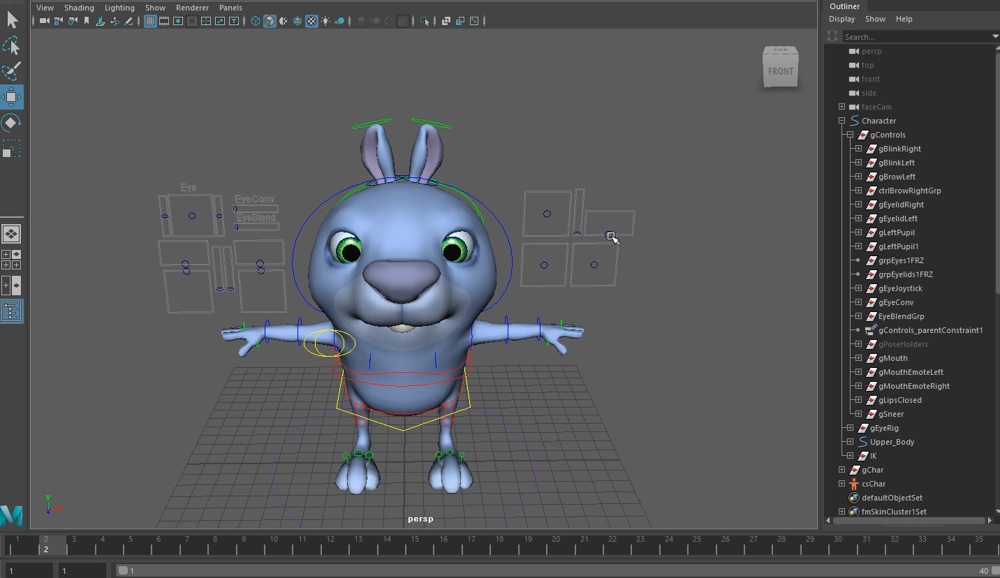 View Shading Lighting Show Renderer Panels
Outliner
Display Show Help
Search...
TOP
FRONT
persp
top
front
side
faceCam
Character
gControls
gBlinkRight
gBlinkLeft
gBrowLeft
ctrlBrowRightGrp
gEyelidRight
gEyelidLeft
gLeftPupil
gLeftPupil1
grpEyes1FRZ
grpEyelids1FRZ
gEyeJoystick
gEyeConv
EyeBlendGrp
gControls_parentConstraint1
gPoseHolders
gMouth
gMouthEmoteLeft
gMouthEmoteRight
gLipsClosed
gSneer
gEyeRig
Upper_Body
IK
gChar
csChar
defaultObjectSet
fmSkinCluster1Set
Eye
EyeConv
EyeBlend
y
persp
M
1 2 3 4 5 6 7 8 9 10 11 12 13 14 15 16 17 18 19 20 21 22 23 24 25 26 27 28 29 30 31 32 33 34 35
2
1 1 1 40